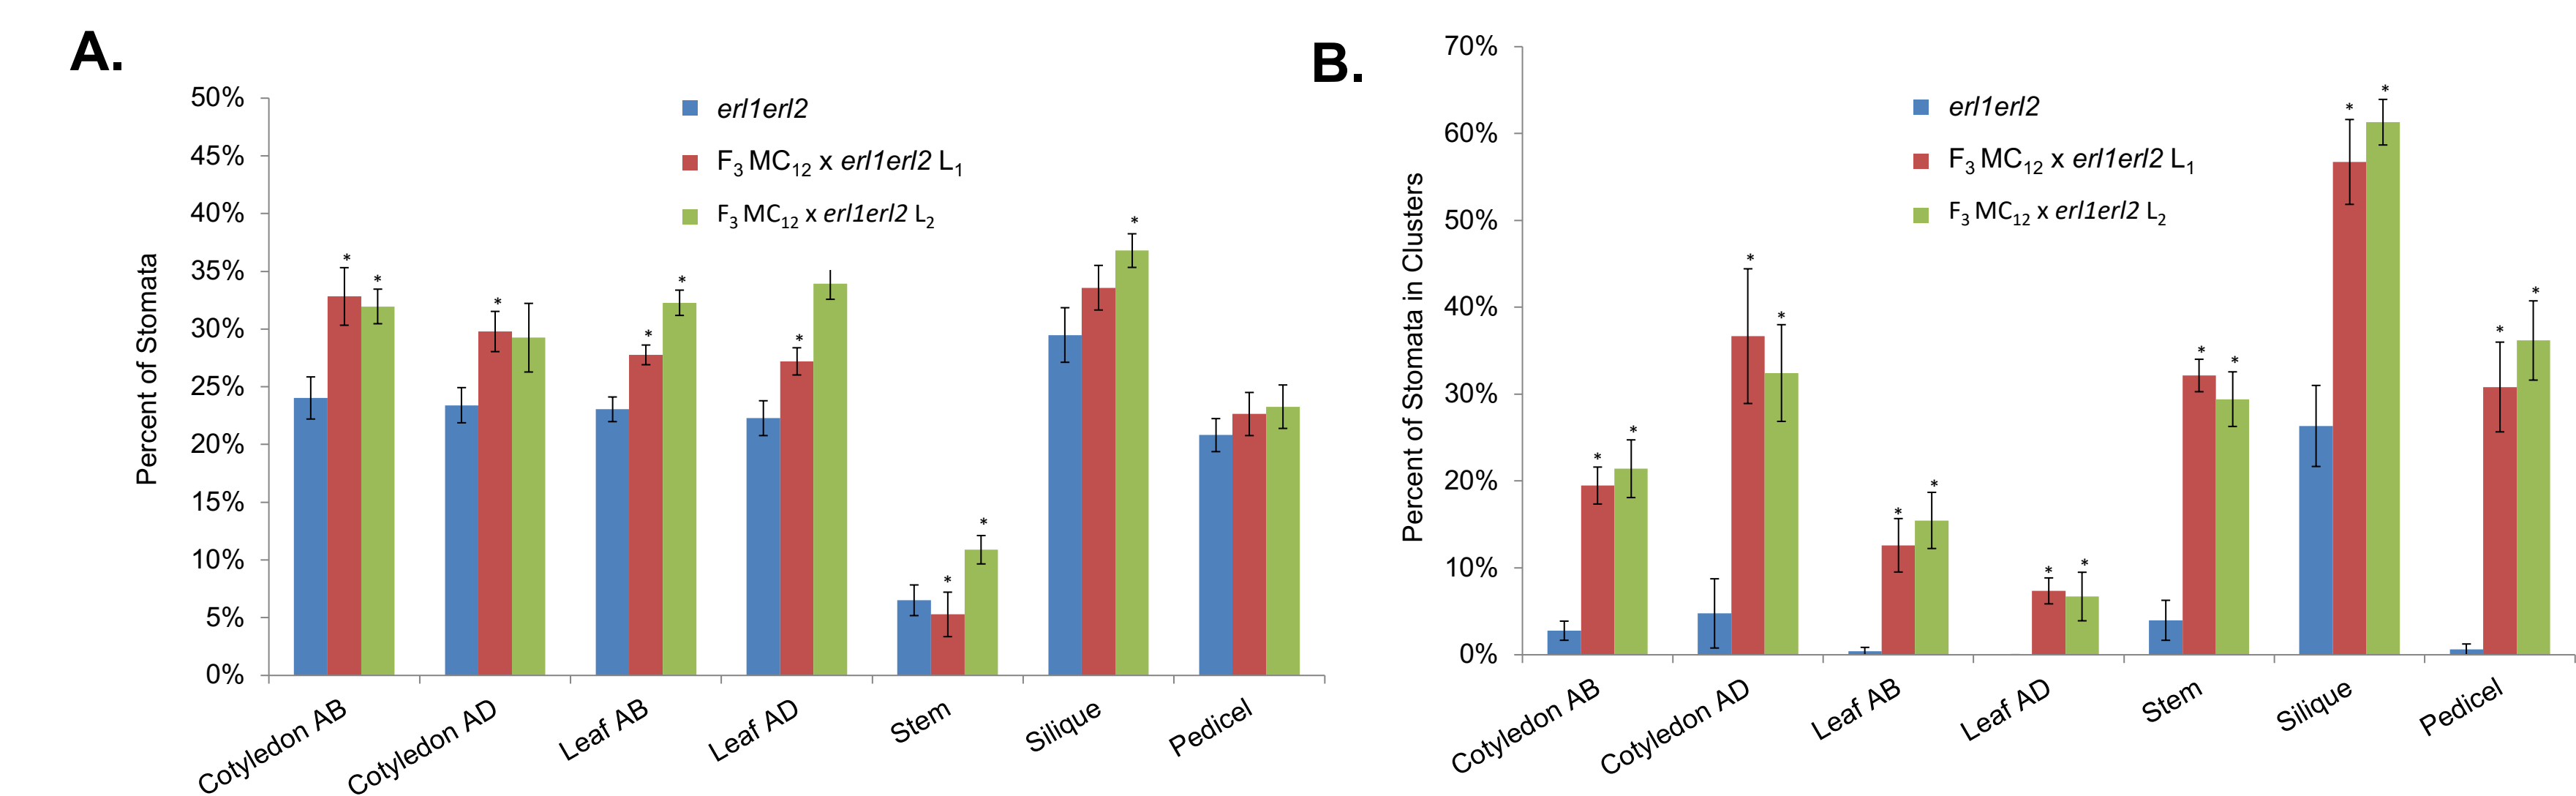 A.
50%
45%
40%
35%
30%
25%
20%
15%
10%
5%
0%
Percent of Stomata
erl1erl2
F3 MC12 x erl1erl2 L1
F3 MC12 x erl1erl2 L2
* * * * * * * * * *
Cotyledon AB
Cotyledon AD
Leaf AB
Leaf AD
Stem
Silique
Pedicel
B.
70%
60%
50%
40%
30%
20%
10%
0%
Percent of Stomata in Clusters
erl1erl2
F3 MC12 x erl1erl2 L1
F3 MC12 x erl1erl2 L2
* * * * * * * * * * * * * *
Cotyledon AB
Cotyledon AD
Leaf AB
Leaf AD
Stem
Silique
Pedicel